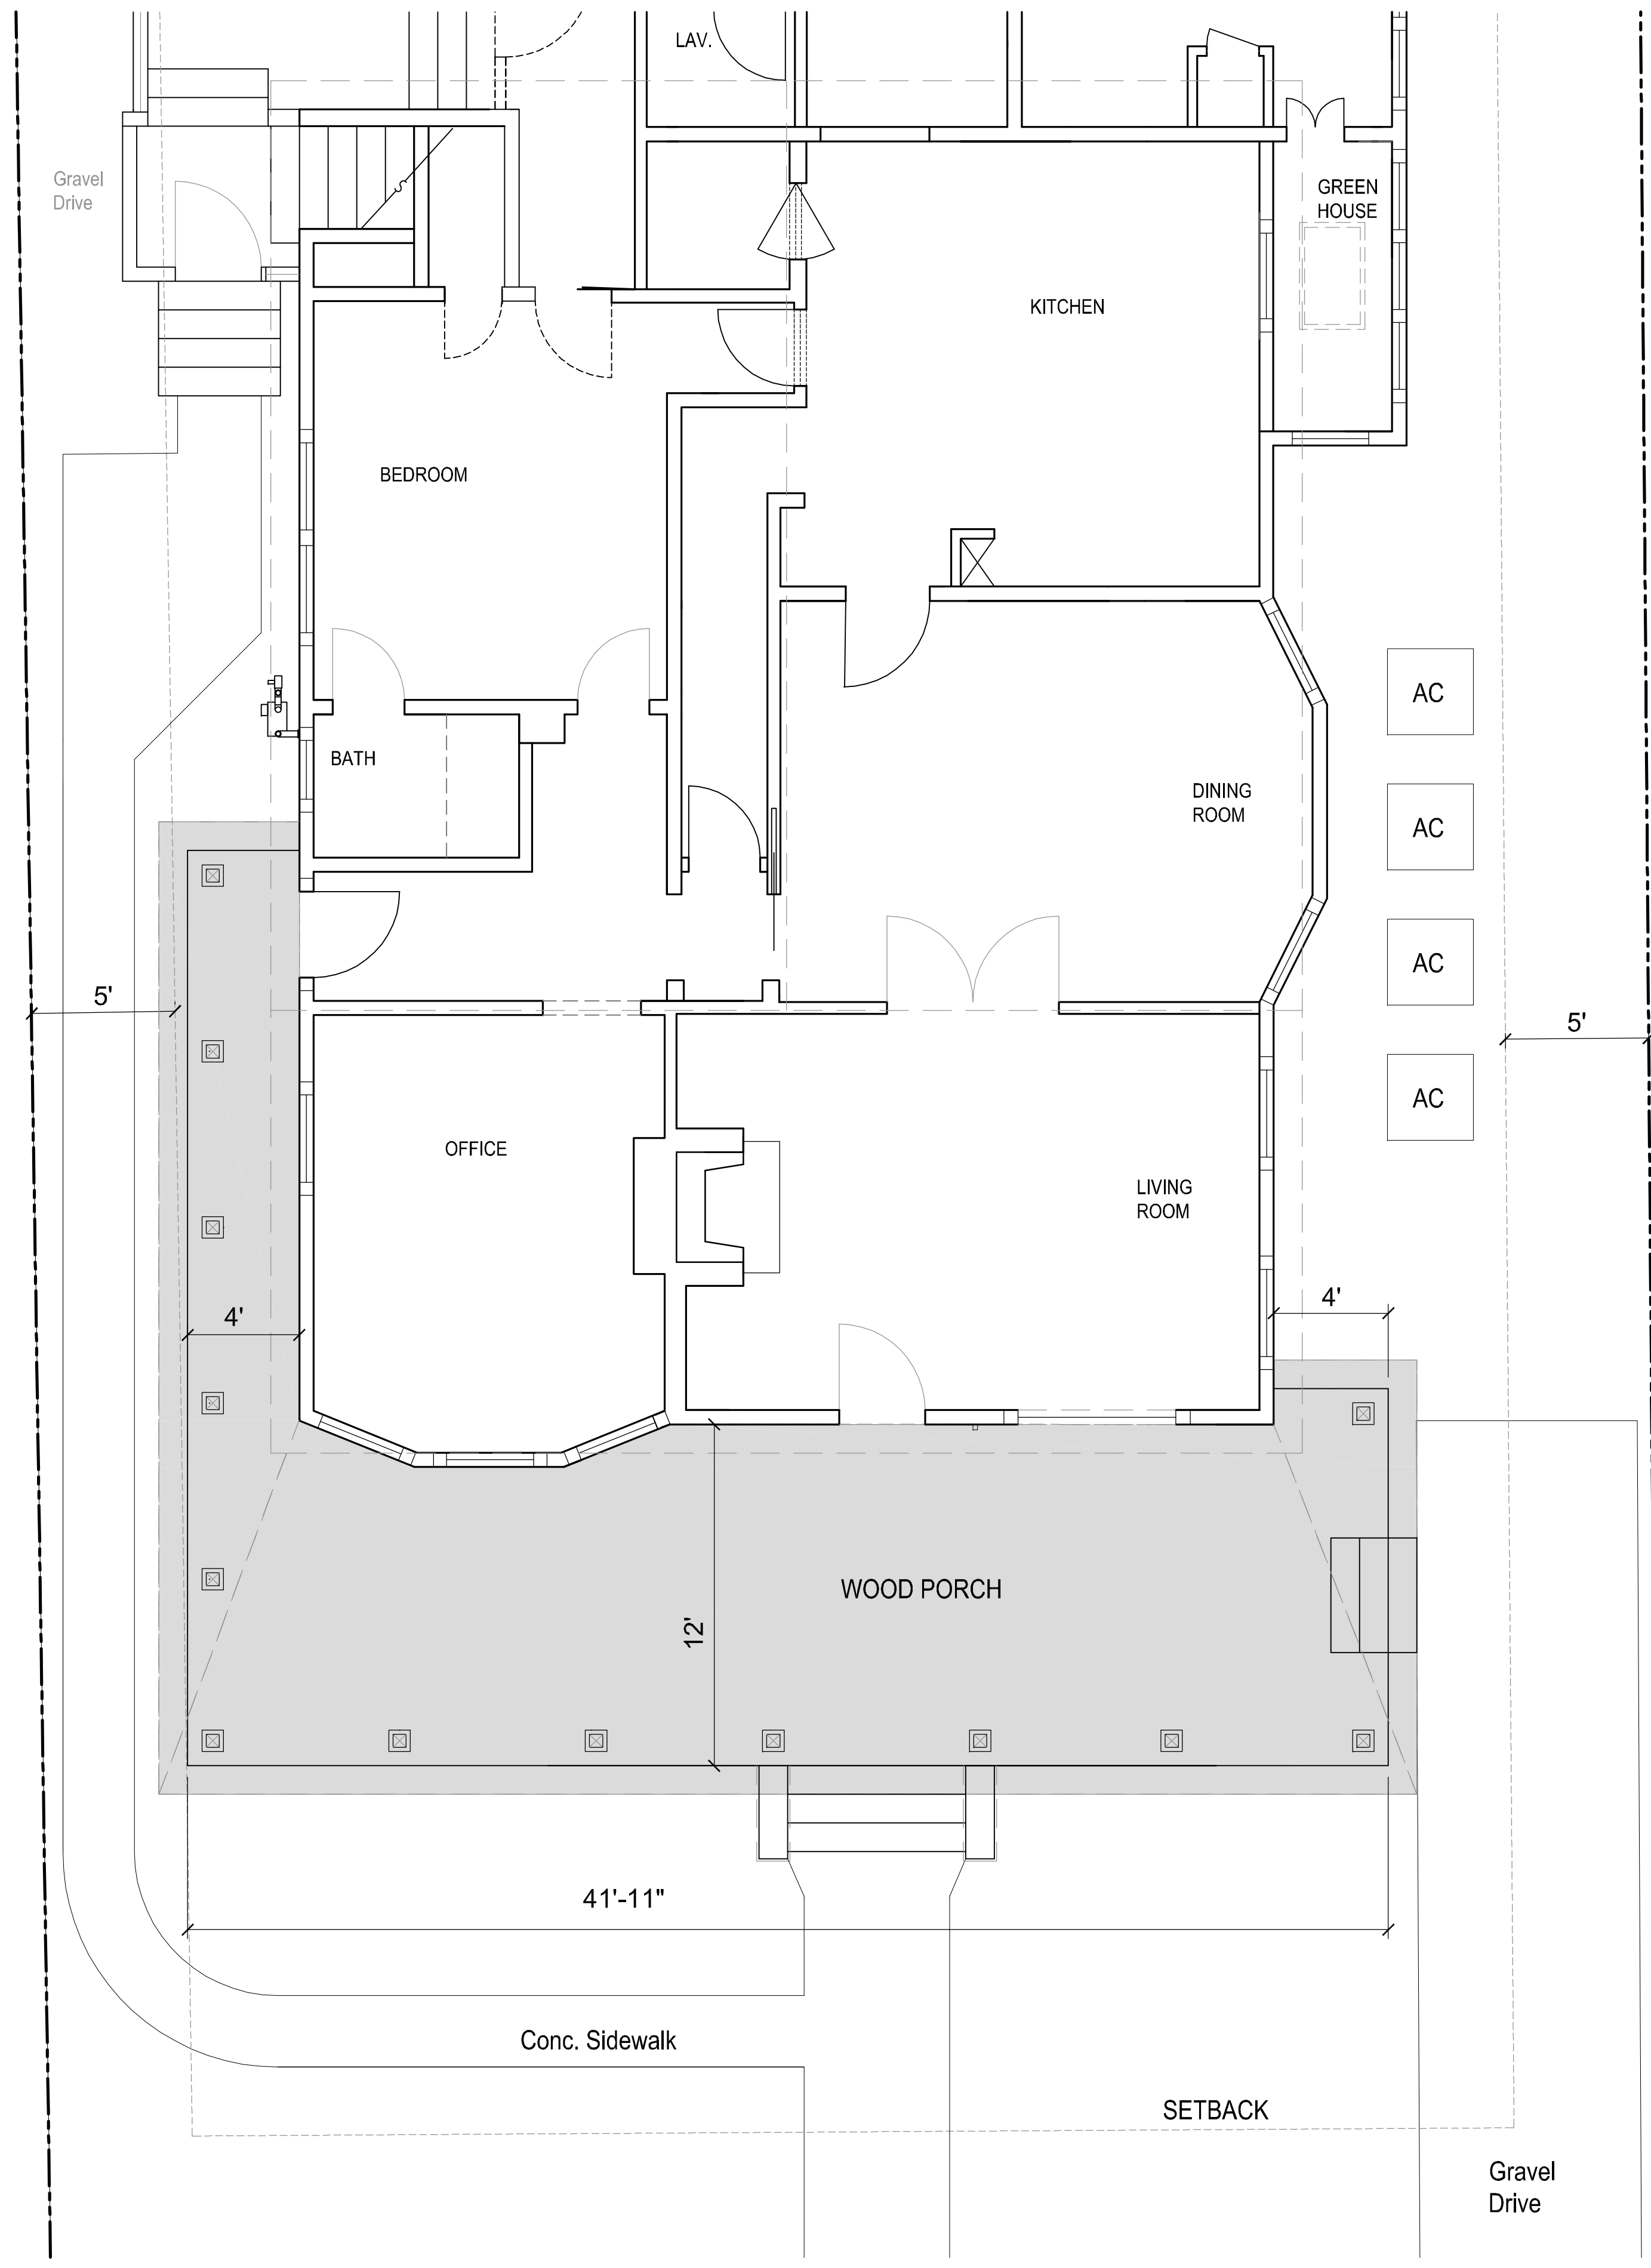 LAV.
Gravel
Drive
GREEN
HOUSE
KITCHEN
BEDROOM
AC
BATH
DINING
ROOM
AC
AC
5'
5'
AC
OFFICE
LIVING
ROOM
4'
4'
WOOD PORCH
12'
41'-11"
Conc. Sidewalk
SETBACK
Gravel
Drive